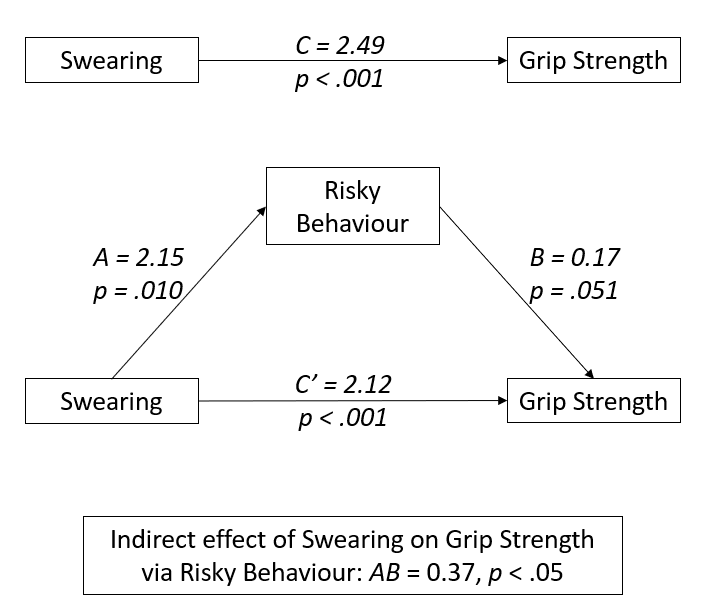 Swearing
C = 2.49
p < .001
Grip Strength
Risky
Behaviour
A = 2.15
p = .010
B = 0.17
p = .051
Swearing
C’ = 2.12
p < .001
Grip Strength
Indirect effect of Swearing on Grip Strength
via Risky Behaviour: AB = 0.37, p < .05